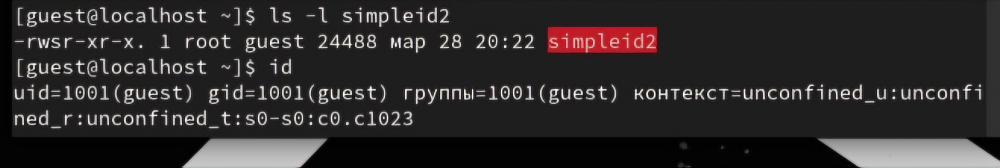 [guest@localhost ~]$ ls -l simpleid2
-rwsr-xr-x. 1 root guest 24488 мар 28 20:22 simpleid2
[guest@localhost ~]$ id
uid=1001(guest) gid=1001(guest) группы=1001(guest) контекст=unconfined_u:unconfi
ned_r:unconfined_t:s0-s0:c0.c1023